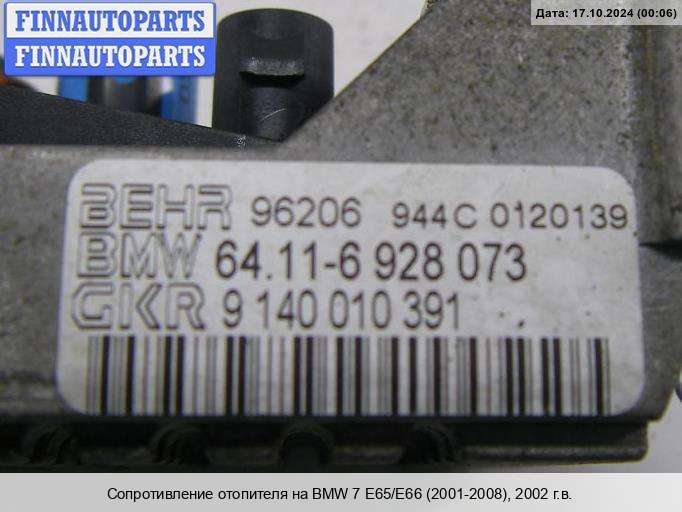 FINNAUTOPARTS
FINNAUTOPARTS
Дата: 17.10.2024 (00:06)
BEHR 96206 944C 0120139
BMW 64.11-6 928 073
GKR 9 140 010 391
Сопротивление отопителя на BMW 7 E65/E66 (2001-2008), 2002 г.в.